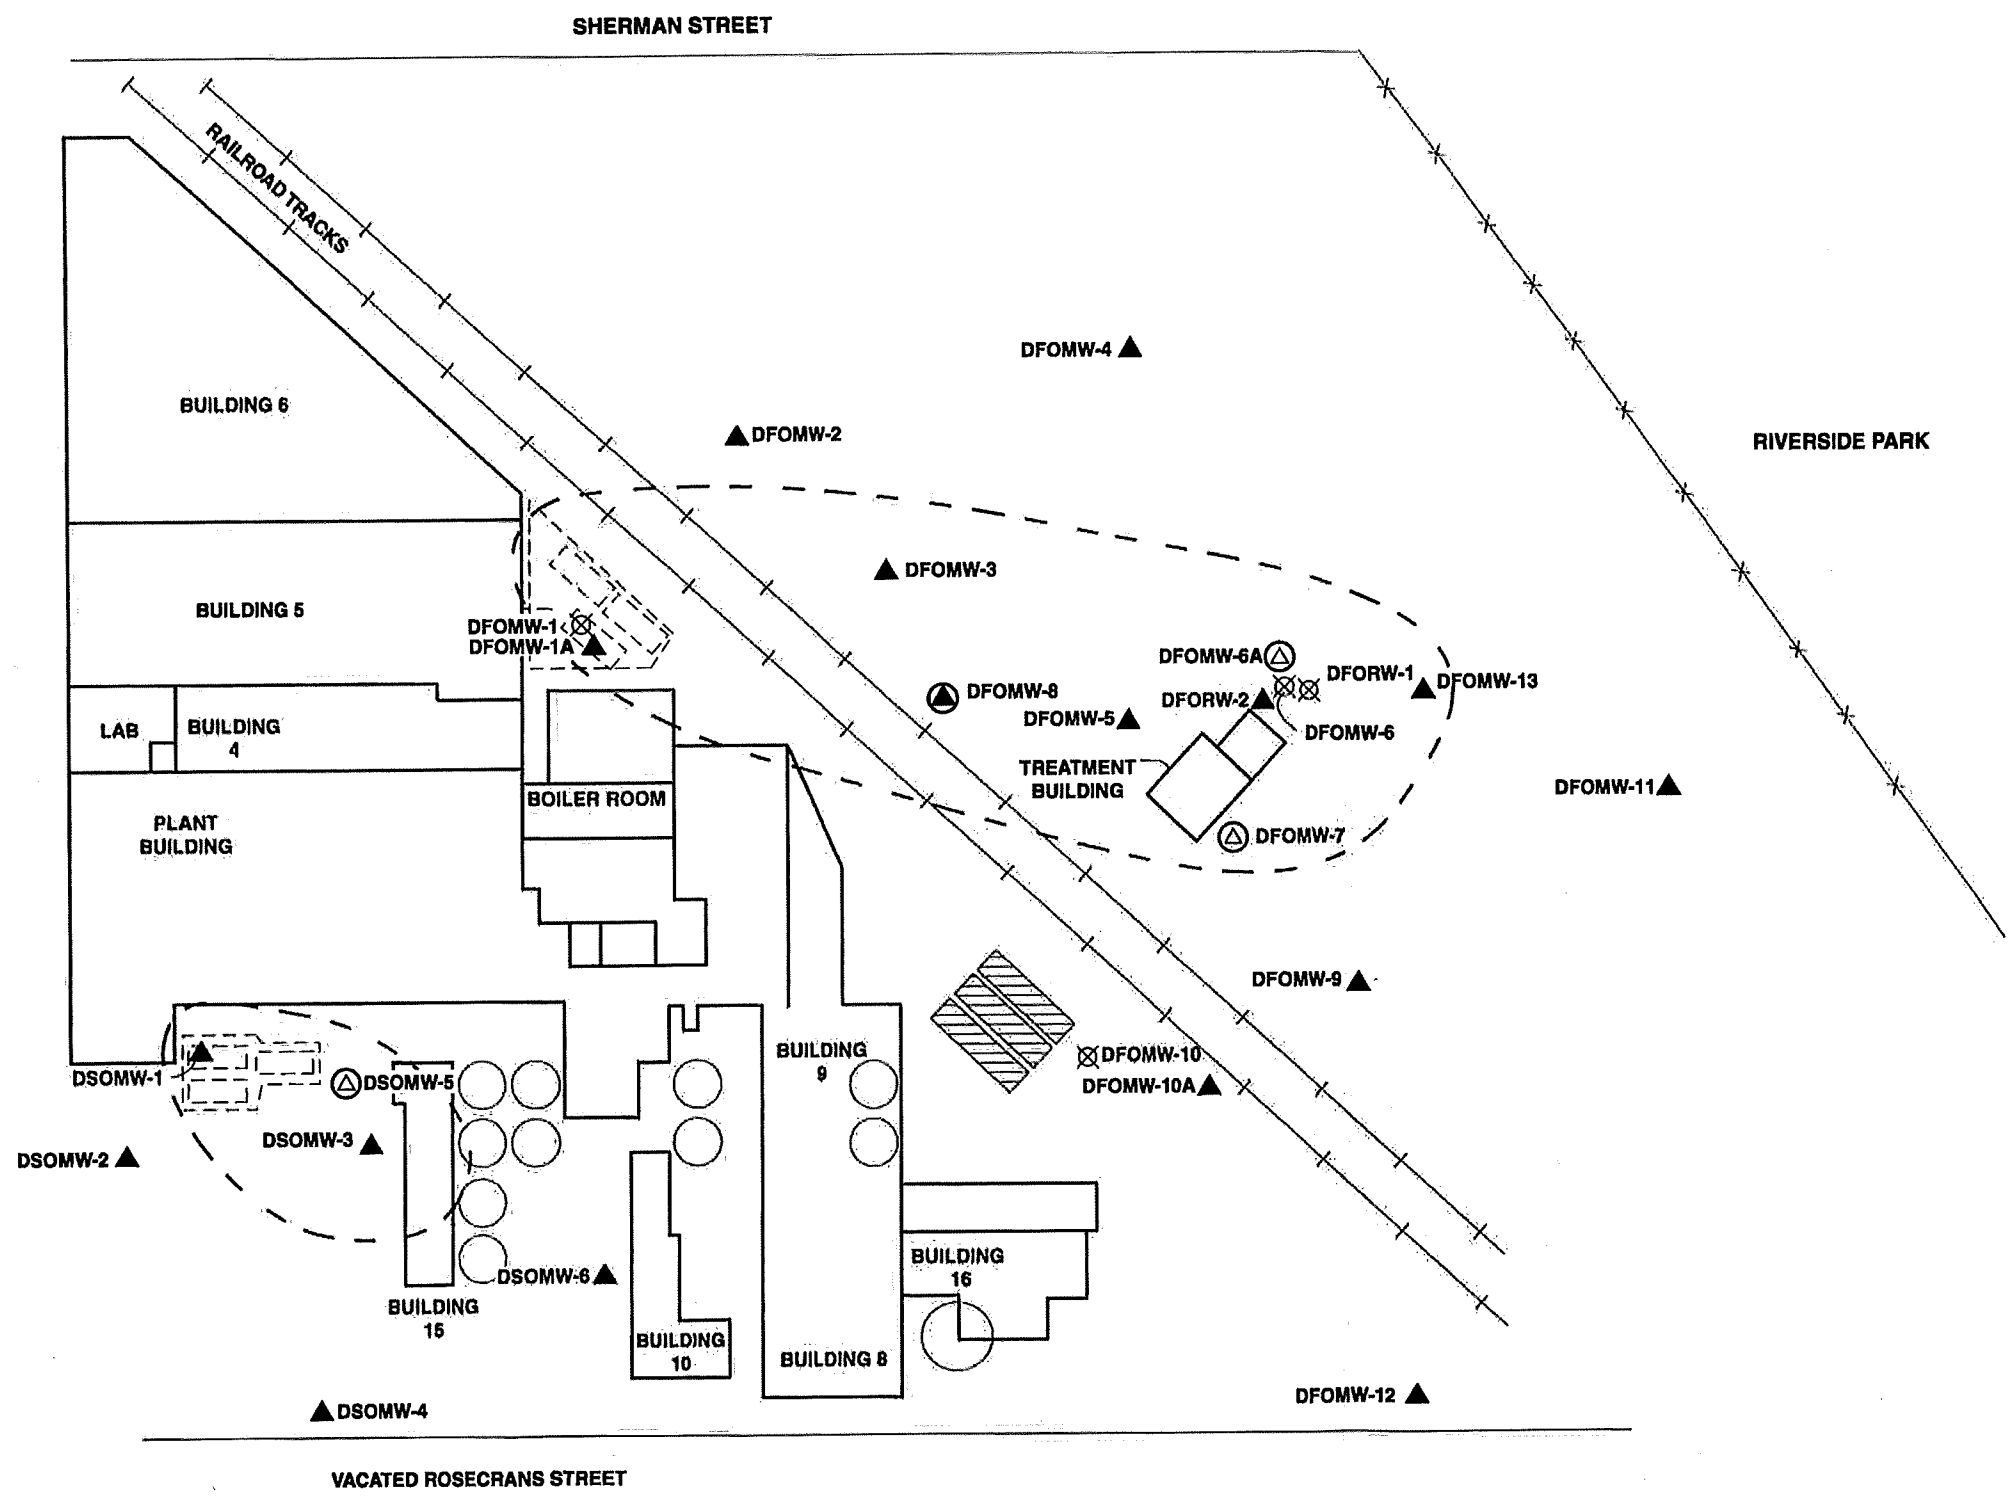 SHERMAN STREET
RAILROAD TRACKS
DFOMW-4
BUILDING 6
DFOMW-2
RIVERSIDE PARK
DFOMW-3
BUILDING 5
DFOMW-1
DFOMW-1A
DFOMW-6A
DFORW-1
DFOMW-13
DFOMW-8
DFORW-2
DFOMW-5
LAB
BUILDING
4
DFOMW-6
TREATMENT
BUILDING
DFOMW-11
BOILER ROOM
PLANT
BUILDING
DFOMW-7
DFOMW-9
BUILDING
9
DFOMW-10
DSOMW-1
DSOMW-5
DFOMW-10A
DSOMW-3
DSOMW-2
BUILDING
16
DSOMW-6
BUILDING
15
BUILDING
10
BUILDING 8
DFOMW-12
DSOMW-4
VACATED ROSECRANS STREET